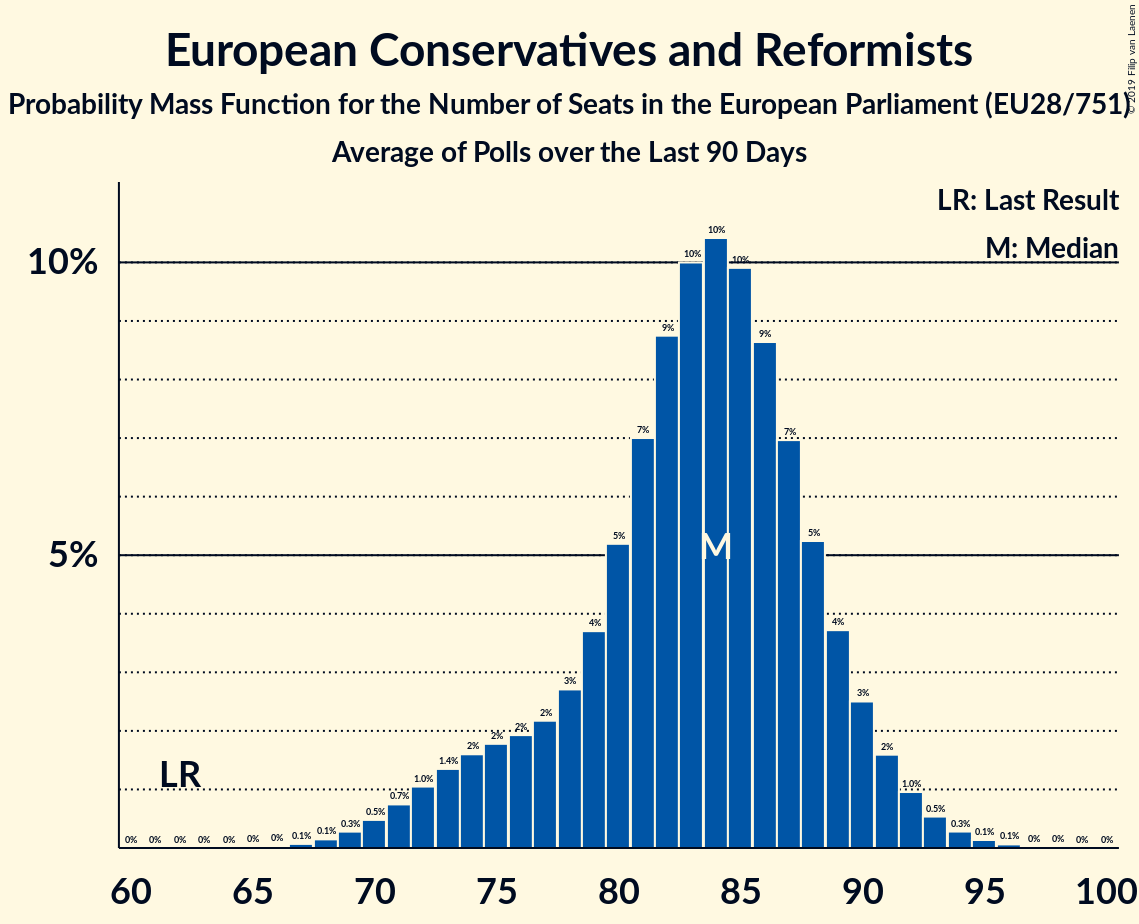 European Conservatives and Reformists
Probability Mass Function for the Number of Seats in the European Parliament (EU28/751)
Average of Polls over the Last 90 Days
© 2019 Filip van Laenen
LR: Last Result
M: Median
10%
5%
LR
M
0% 0% 0% 0% 0% 0% 0% 0.1% 0.1% 0.3% 0.5% 0.7% 1.0% 1.4% 2% 2% 2% 2% 3% 4% 5% 7% 9% 10% 10% 10% 9% 7% 5% 4% 3% 2% 1.0% 0.5% 0.3% 0.1% 0.1% 0% 0% 0% 0%
60 65 70 75 80 85 90 95 100